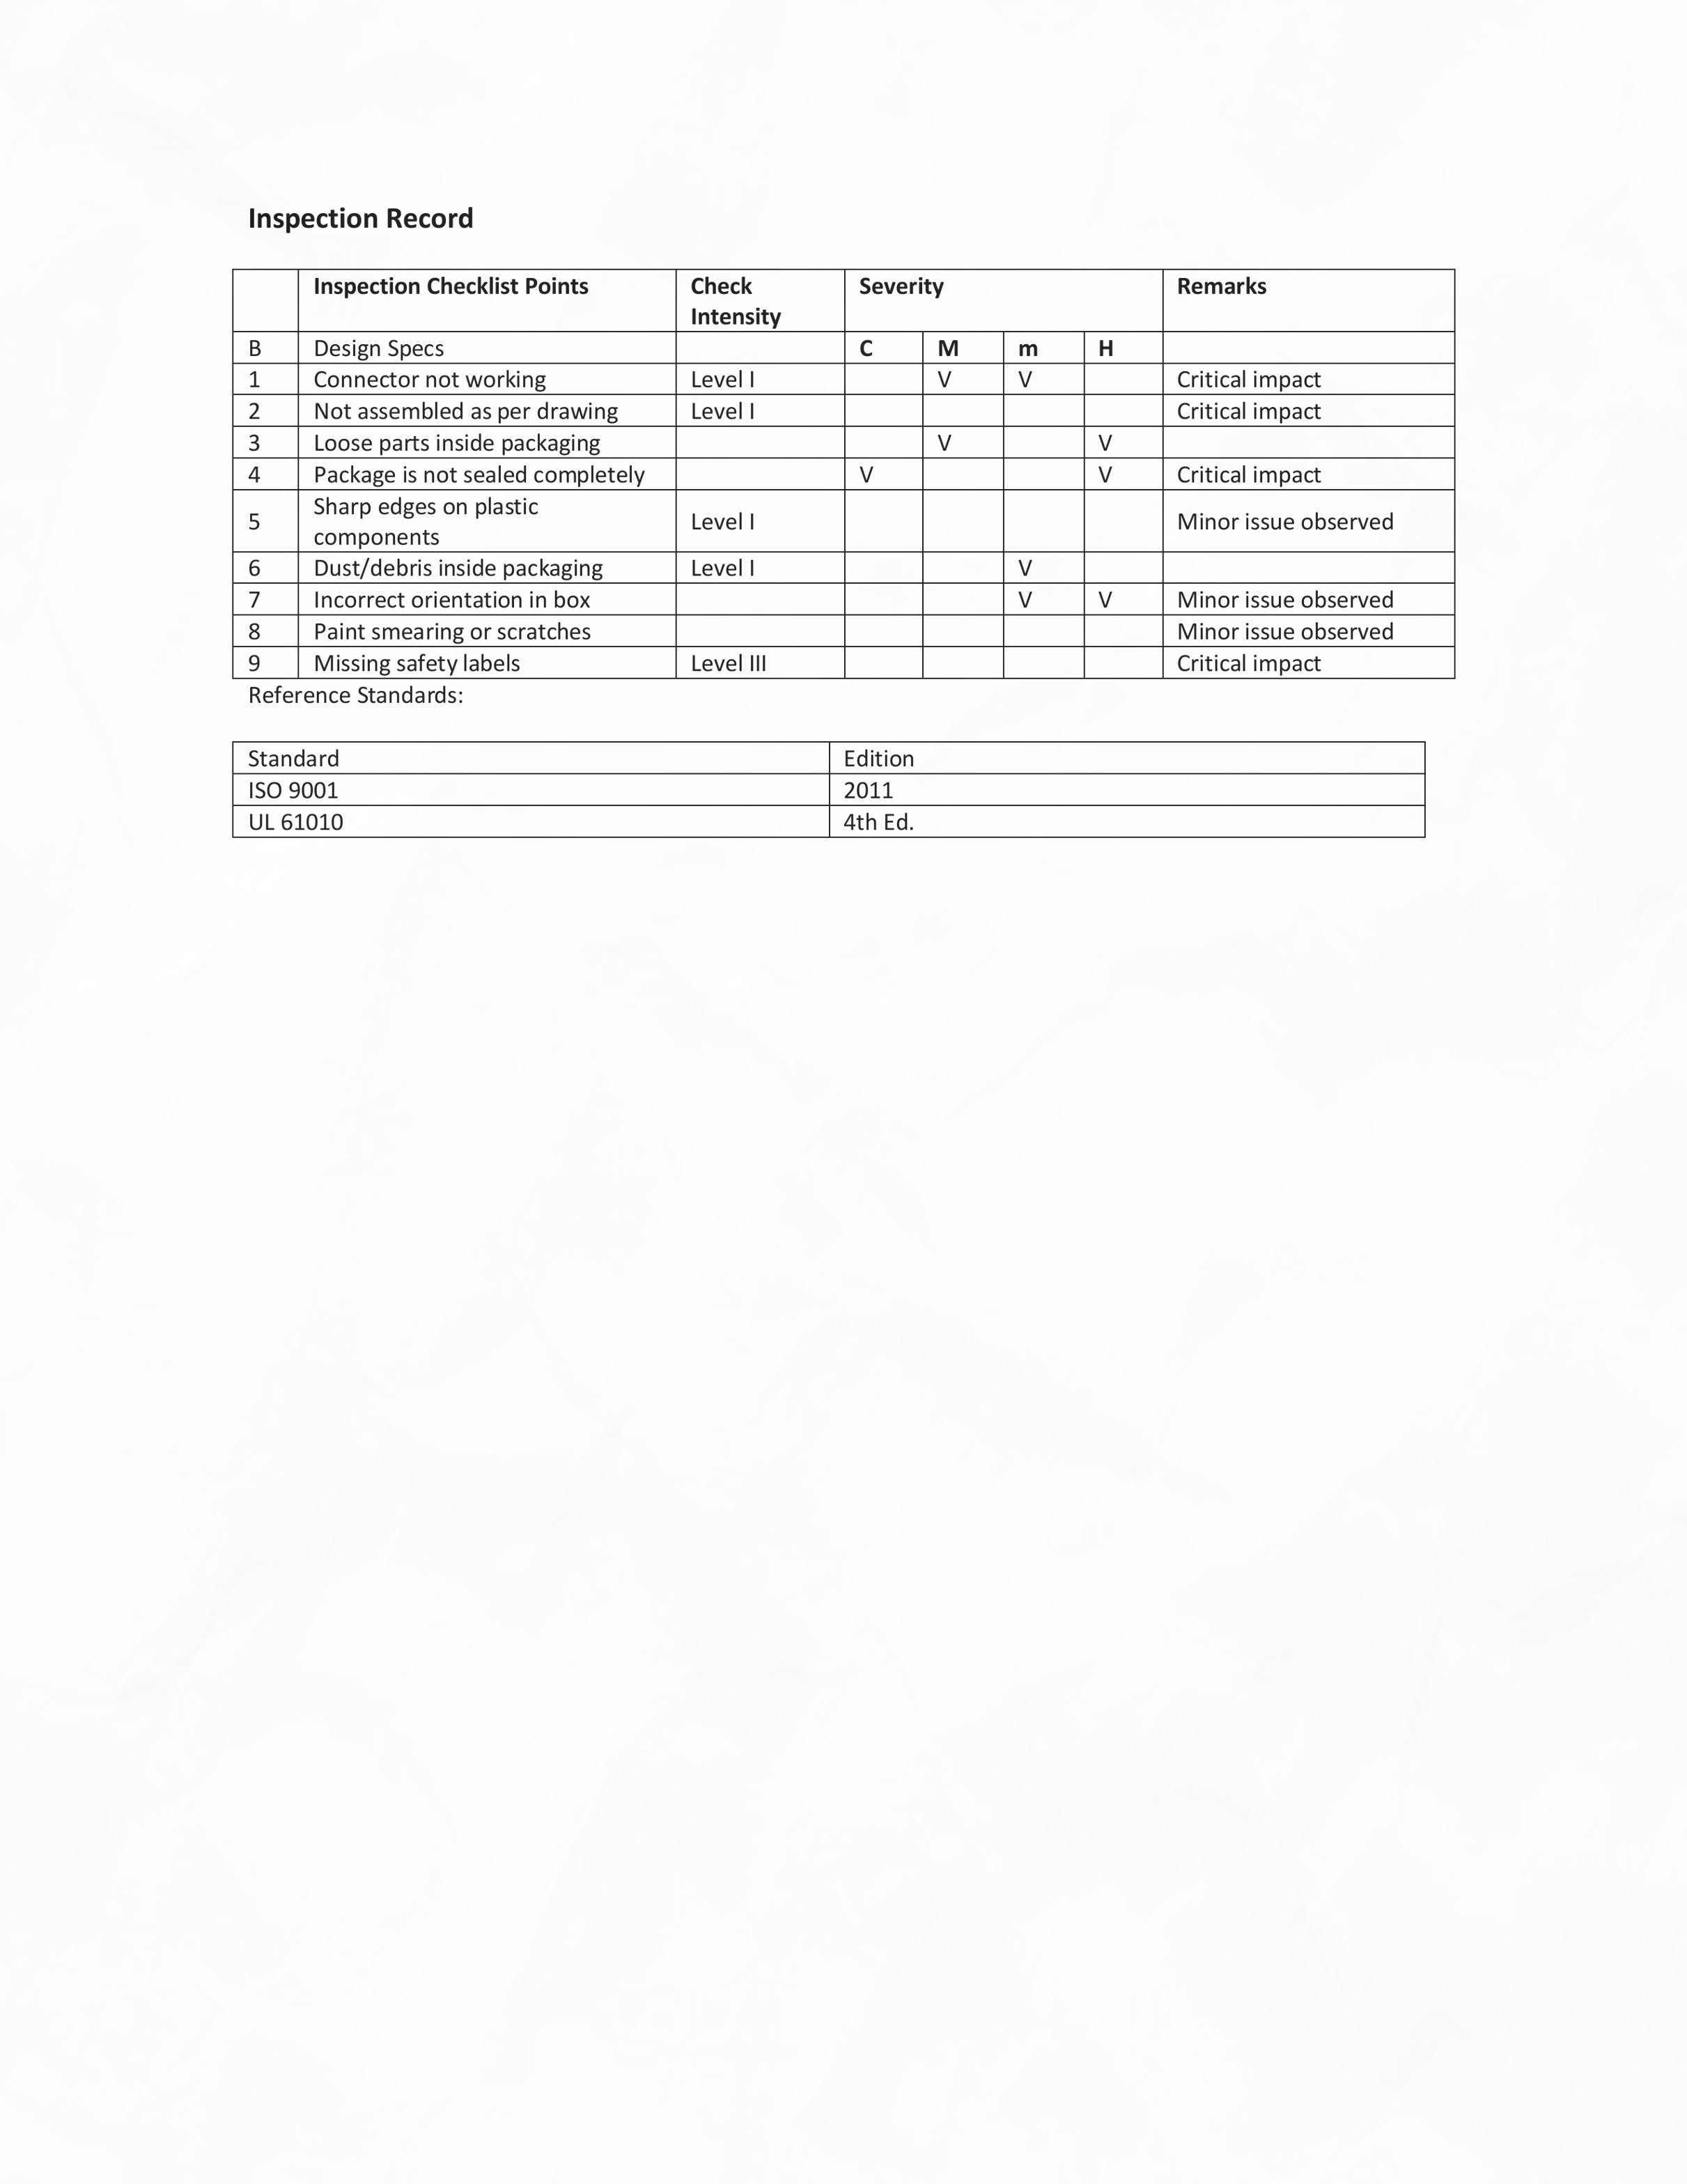 Inspection Record
Inspection Checklist Points Check Intensity Severity Remarks
B Design Specs C M m H
1 Connector not working Level I V V Critical impact
2 Not assembled as per drawing Level I Critical impact
3 Loose parts inside packaging V V
4 Package is not sealed completely V V Critical impact
5 Sharp edges on plastic components Level I Minor issue observed
6 Dust/debris inside packaging Level I V
7 Incorrect orientation in box V V Minor issue observed
8 Paint smearing or scratches Minor issue observed
9 Missing safety labels Level III Critical impact
Reference Standards:
Standard Edition
ISO 9001 2011
UL 61010 4th Ed.